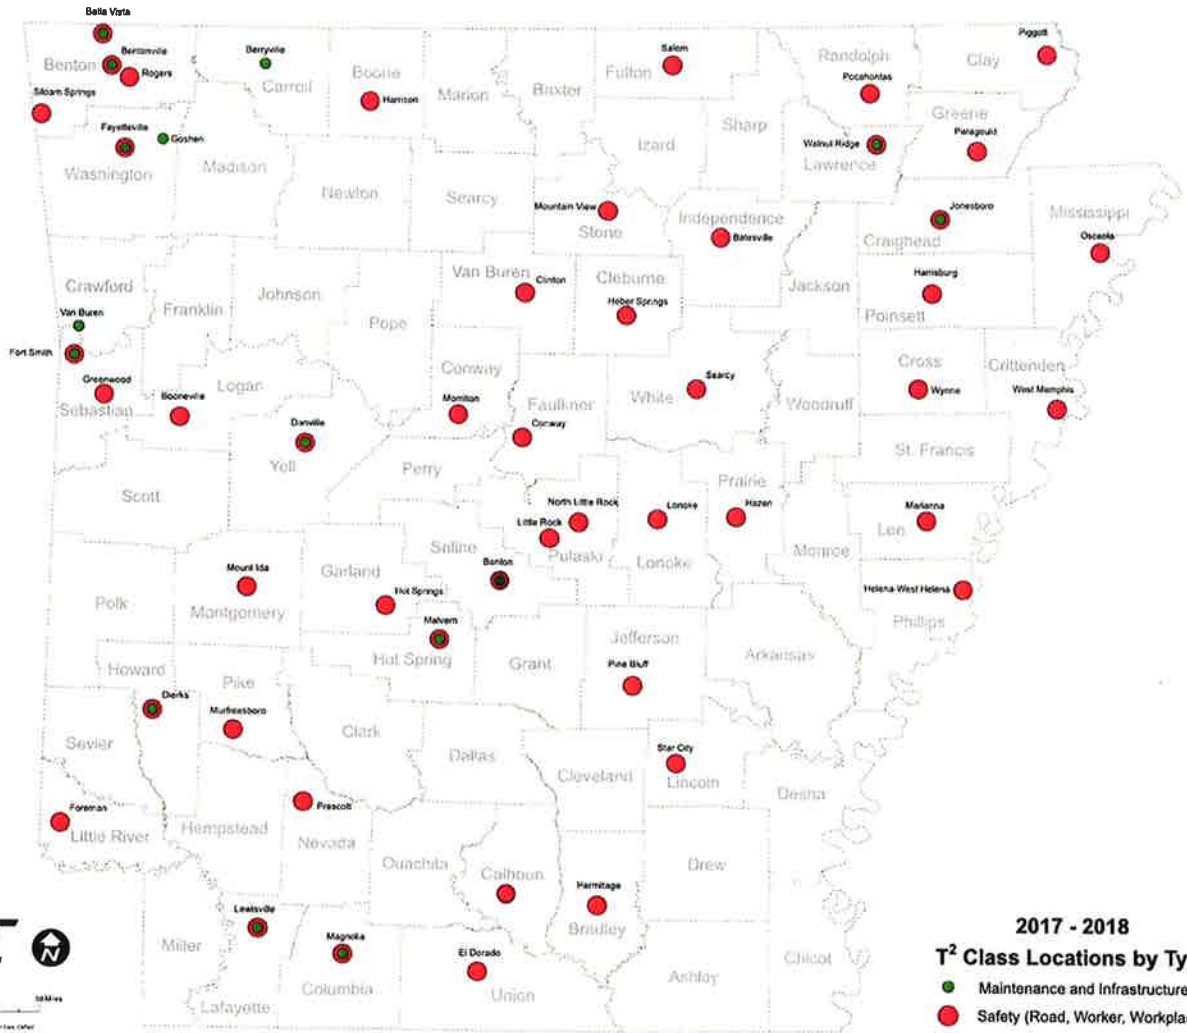 Bella Vista
Bentonville
Benton
Rogers
Siloam Springs
Fayetteville
Goshen
Washington
Berryville
Carroll
Madison
Boone
Harrison
Marion
Baxter
Newton
Searcy
Salem
Fulton
Izard
Sharp
Mountain View
Stone
Independence
Batesville
Randolph
Pocahontas
Clay
Piggott
Greene
Paragould
Walnut Ridge
Lawrence
Jonesboro
Craighead
Mississippi
Osceola
Crawford
Van Buren
Fort Smith
Greenwood
Sebastian
Franklin
Johnson
Logan
Booneville
Pope
Van Buren
Clinton
Cleburne
Heber Springs
Jackson
Harrisburg
Poinsett
Conway
Morrilton
Faulkner
Conway
White
Searcy
Woodruff
Cross
Wynne
Crittenden
West Memphis
St. Francis
Danville
Yell
Scott
Perry
North Little Rock
Little Rock
Pulaski
Lonoke
Lonoke
Prairie
Hazen
Monroe
Marianna
Lee
Helena-West Helena
Phillips
Saline
Benton
Garland
Hot Springs
Mount Ida
Montgomery
Polk
Malvern
Hot Spring
Grant
Jefferson
Pine Bluff
Arkansas
Howard
Dierks
Pike
Murfreesboro
Sevier
Clark
Dallas
Cleveland
Star City
Lincoln
Desha
Foreman
Little River
Hempstead
Prescott
Nevada
Ouachita
Calhoun
Hermitage
Bradley
Drew
Lewisville
Miller
Lafayette
Magnolia
Columbia
El Dorado
Union
Ashley
Chicot
N
2017 - 2018
T² Class Locations by Ty
Maintenance and Infrastructure
Safety (Road, Worker, Workpla